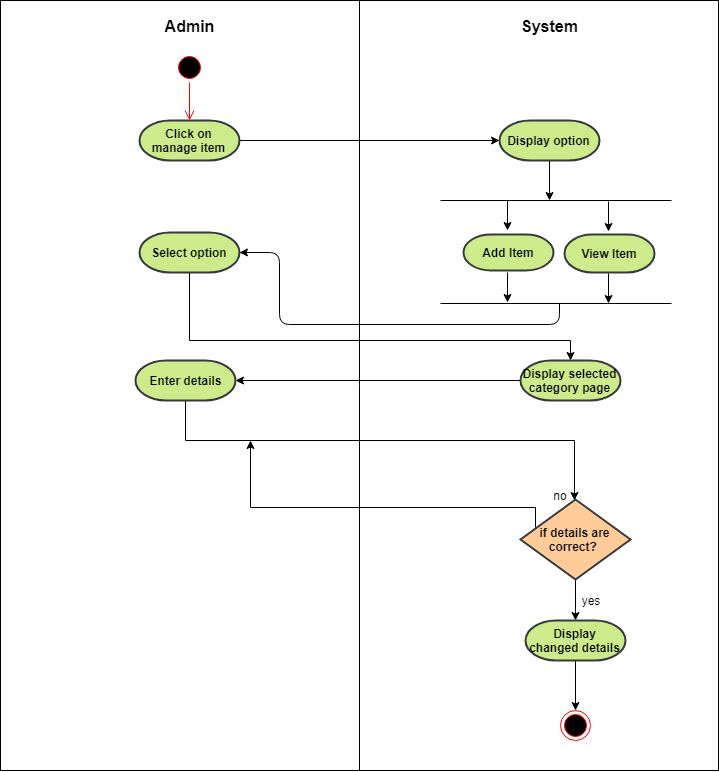 Admin
System
Click on
manage item
Display option
Select option
Add Item
View Item
Enter details
Display selected
category page
no
if details are
correct?
yes
Display
changed details